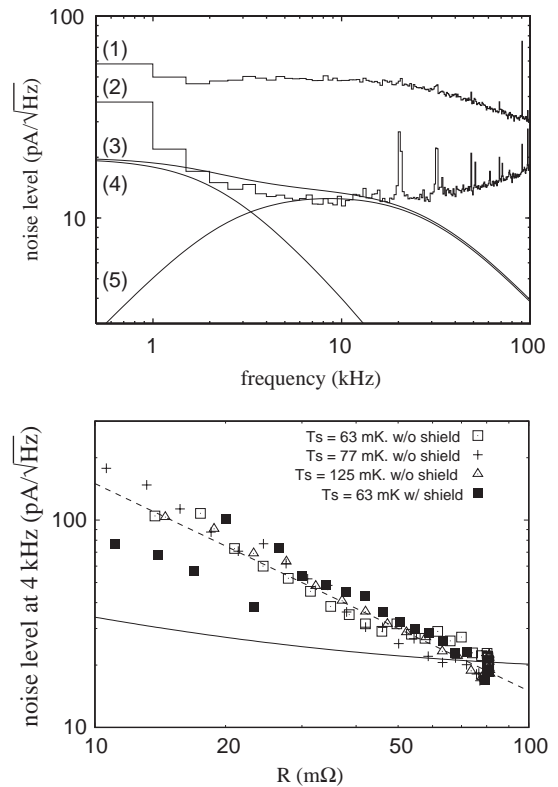 100
(1)
(2)
(3)
(4)
10
(5)
noise level (pA/√Hz)
1
10
100
frequency (kHz)
Ts = 63 mK. w/o shield
Ts = 77 mK. w/o shield
Ts = 125 mK. w/o shield
Ts = 63 mK w/ shield
100
10
noise level at 4 kHz (pA/√Hz)
10
20
50
100
R (mΩ)